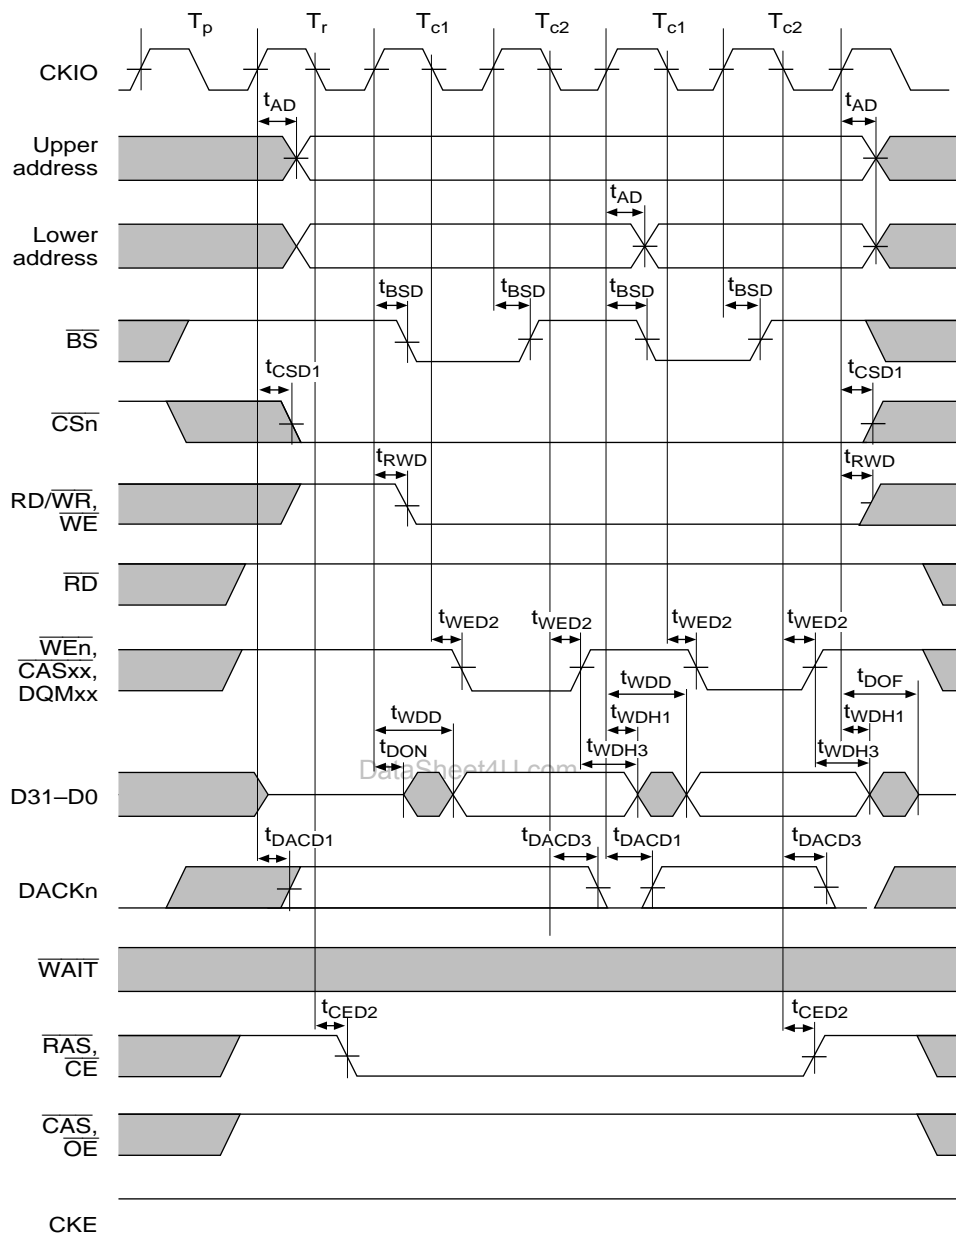 Tp Tr Tc1 Tc2 Tc1 Tc2
CKIO
tAD tAD
Upper
address
tAD
Lower
address
tBSD tBSD tBSD tBSD
BS
tCSD1 tCSD1
CSn
tRWD tRWD
RD/WR,
WE
RD
tWED2 tWED2 tWED2 tWED2
WEn,
CASxx,
DQMxx
tWDD tDOF
tWDD tWDH1 tWDH1
tDON tWDH3 tWDH3
DataSheet4U.com
D31–D0
tDACD1 tDACD3 tDACD1 tDACD3
DACKn
WAIT
tCED2 tCED2
RAS,
CE
CAS,
OE
CKE